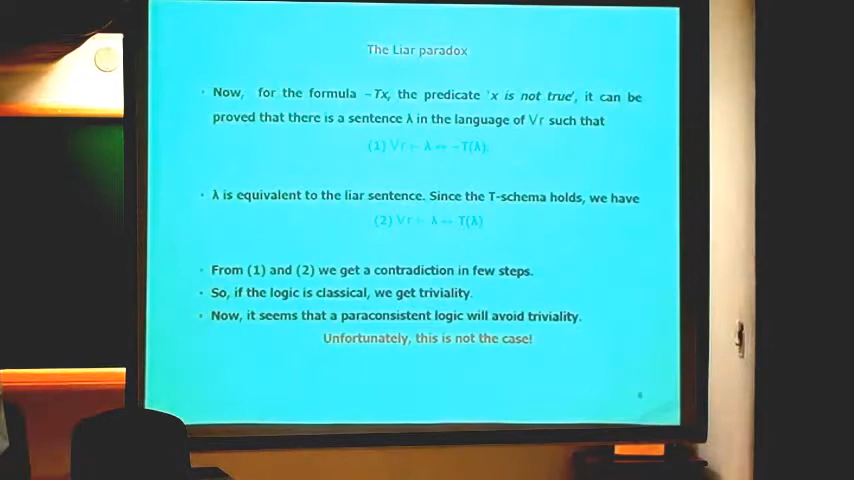 The Liar paradox
· Now, for the formula ¬Tx, the predicate 'x is not true', it can be
proved that there is a sentence λ in the language of Vr such that
(1) Vr ⊢ λ ↔ ¬T(λ).
· λ is equivalent to the liar sentence. Since the T-schema holds, we have
(2) Vr ⊢ λ ↔ T(λ)
· From (1) and (2) we get a contradiction in few steps.
· So, if the logic is classical, we get triviality.
· Now, it seems that a paraconsistent logic will avoid triviality.
Unfortunately, this is not the case!